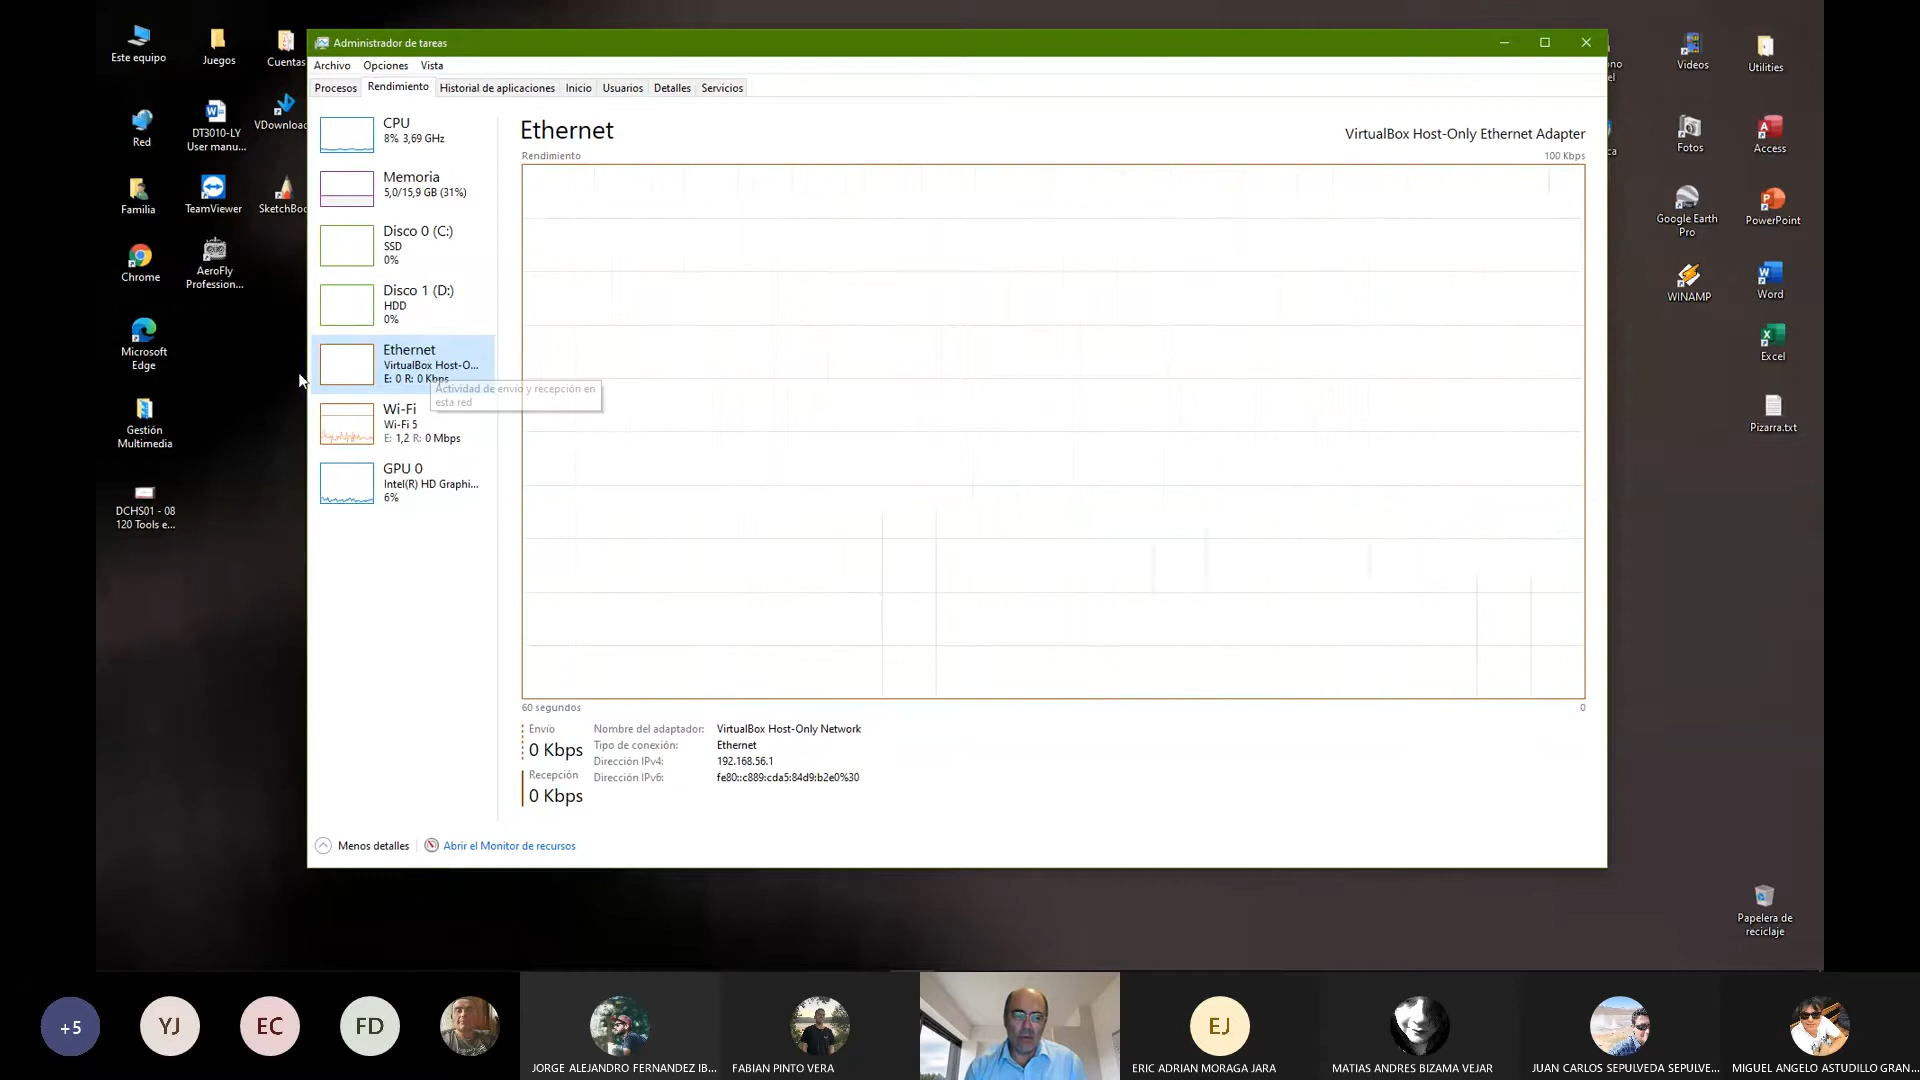 Administrador de tareas
Archivo Opciones Vista
Procesos Rendimiento Historial de aplicaciones Inicio Usuarios Detalles Servicios
CPU
8% 3,69 GHz
Memoria
5,0/15,9 GB (31%)
Disco 0 (C:)
SSD
0%
Disco 1 (D:)
HDD
0%
Ethernet
VirtualBox Host-O...
E: 0 R: 0 Kbps
Actividad de envío y recepción en
esta red
Wi-Fi
Wi-Fi 5
E: 1,2 R: 0 Mbps
GPU 0
Intel(R) HD Graphi...
6%
Ethernet
VirtualBox Host-Only Ethernet Adapter
Rendimiento
100 Kbps
60 segundos
0
Envío
0 Kbps
Recepción
0 Kbps
Nombre del adaptador: VirtualBox Host-Only Network
Tipo de conexión: Ethernet
Dirección IPv4: 192.168.56.1
Dirección IPv6: fe80::c889:cda5:84d9:b2e0%30
Menos detalles
Abrir el Monitor de recursos
Este equipo
Juegos
Cuentas
Red
DT3010-LY
User manu...
VDownload
Familia
TeamViewer
SketchBoo
Chrome
AeroFly
Profession...
Microsoft
Edge
Gestión
Multimedia
DCHS01 - 08
120 Tools e...
Videos
Utilities
Fotos
Access
Google Earth
Pro
PowerPoint
WINAMP
Word
Excel
Pizarra.txt
Papelera de
reciclaje
+5
YJ
EC
FD
JORGE ALEJANDRO FERNANDEZ IB...
FABIAN PINTO VERA
EJ
ERIC ADRIAN MORAGA JARA
MATIAS ANDRES BIZAMA VEJAR
JUAN CARLOS SEPULVEDA SEPULVE...
MIGUEL ANGELO ASTUDILLO GRAN...